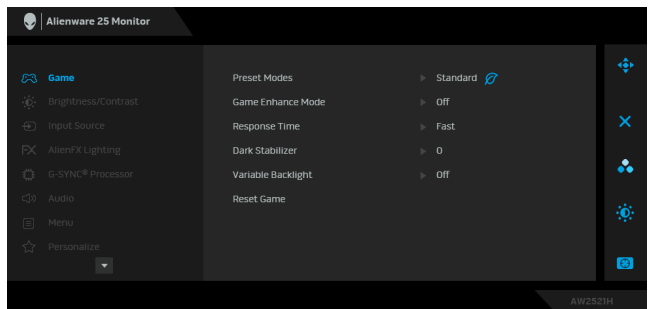 Alienware 25 Monitor
Game
Preset Modes Standard
Brightness/Contrast
Game Enhance Mode Off
Input Source
Response Time Fast
AlienFX Lighting
Dark Stabilizer 0
G-SYNC® Processor
Variable Backlight Off
Audio
Reset Game
Menu
Personalize
AW2521H